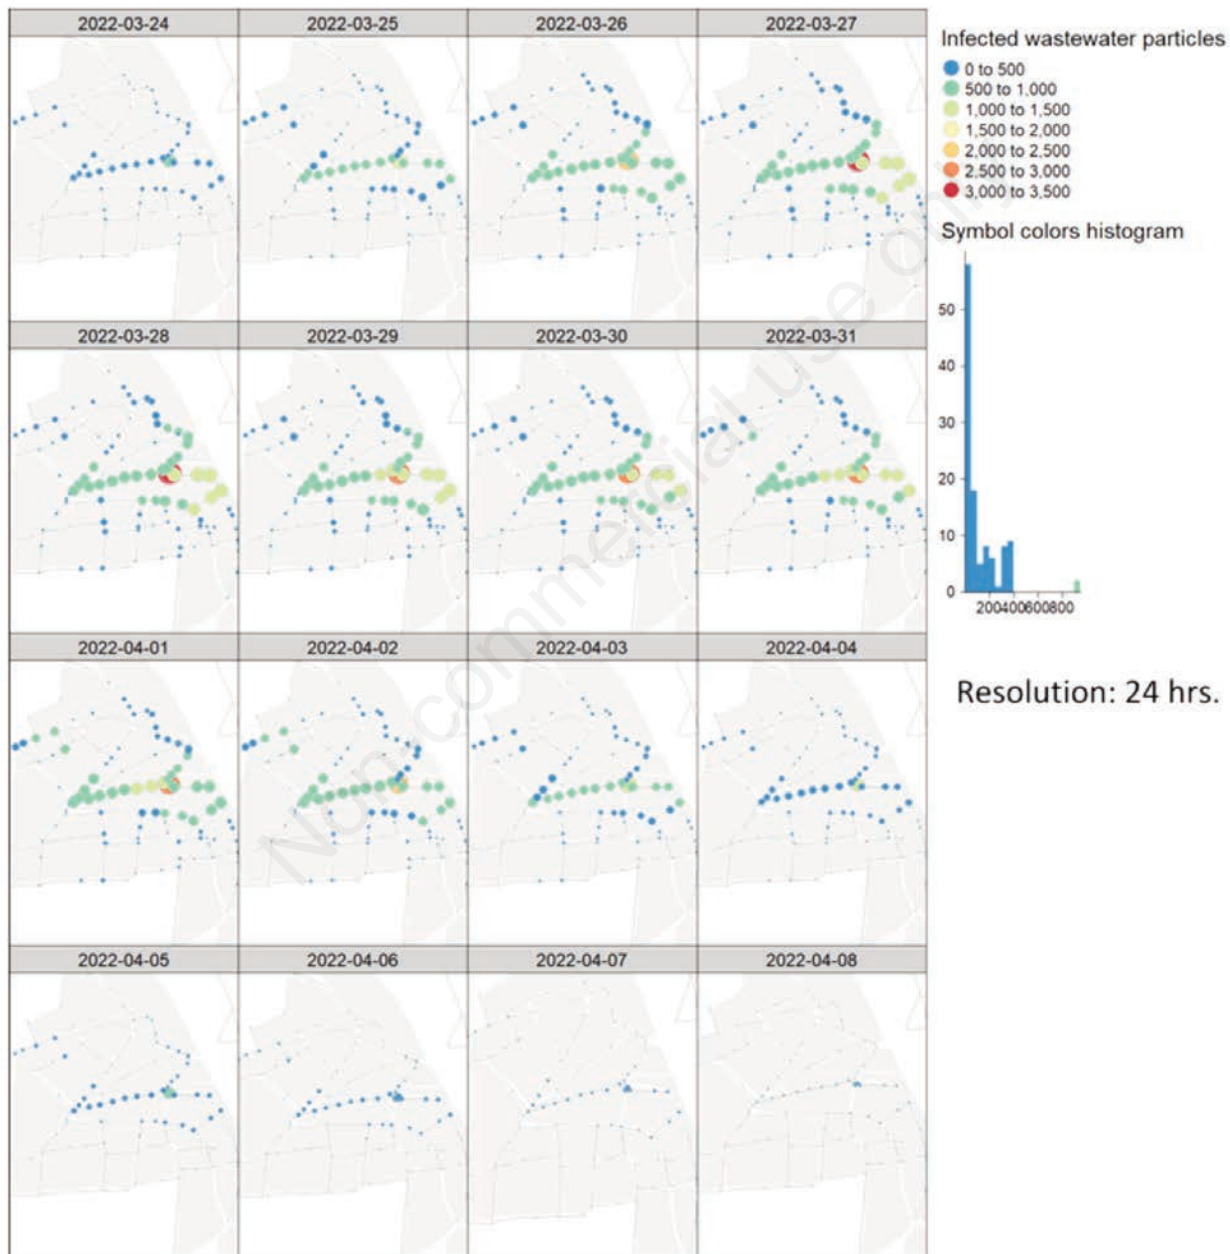 2022-03-24 2022-03-25 2022-03-26 2022-03-27
Infected wastewater particles
0 to 500
500 to 1,000
1,000 to 1,500
1,500 to 2,000
2,000 to 2,500
2,500 to 3,000
3,000 to 3,500
Symbol colors histogram
50
40
30
20
10
0
200400600800
2022-03-28 2022-03-29 2022-03-30 2022-03-31
2022-04-01 2022-04-02 2022-04-03 2022-04-04
Resolution: 24 hrs.
2022-04-05 2022-04-06 2022-04-07 2022-04-08
Non-commercial use only